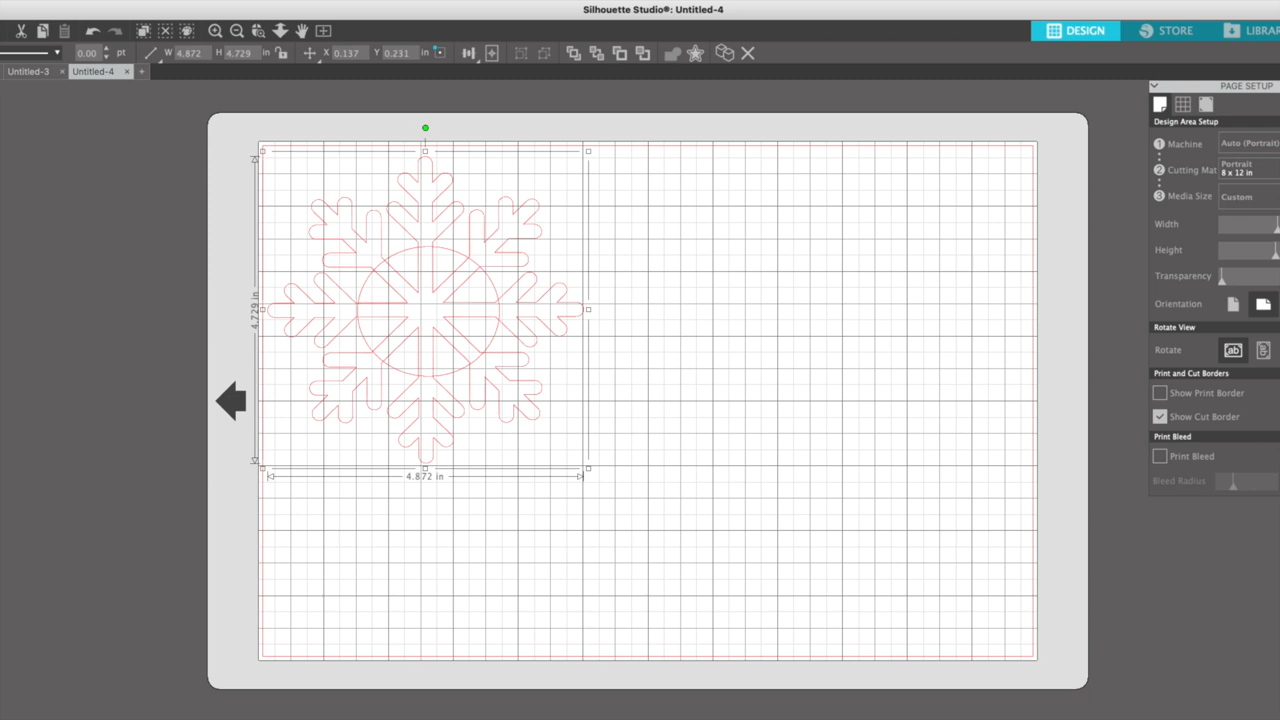 Silhouette Studio®: Untitled-4
DESIGN
STORE
LIBRAR
0.00 pt W 4.872 H 4.729 in X 0.137 Y 0.231 in
Untitled-3 × Untitled-4 × +
PAGE SETUP
Design Area Setup
1 Machine Auto (Portrait)
2 Cutting Mat Portrait
8 x 12 in
3 Media Size Custom
Width
Height
Transparency
Orientation
Rotate View
Rotate ab
Print and Cut Borders
Show Print Border
Show Cut Border
Print Bleed
Print Bleed
Bleed Radius
4.729 in
4.872 in